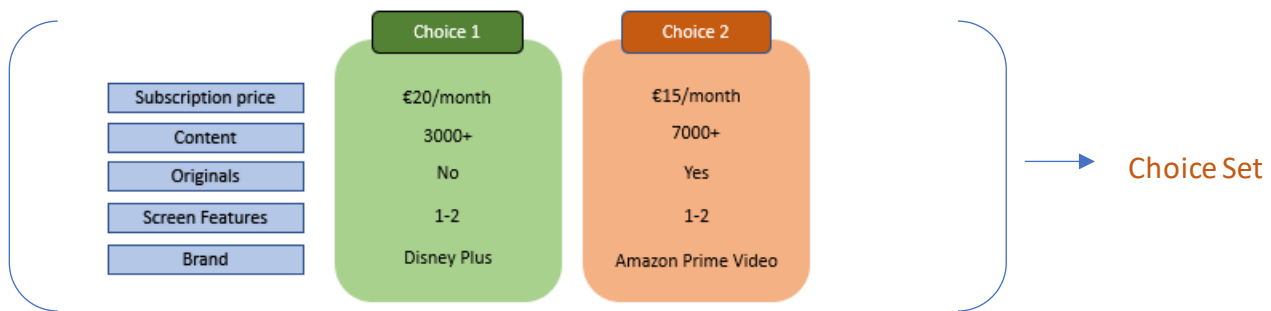 Choice 1 Choice 2
Subscription price €20/month €15/month
Content 3000+ 7000+
Originals No Yes
Screen Features 1-2 1-2
Brand Disney Plus Amazon Prime Video
Choice Set